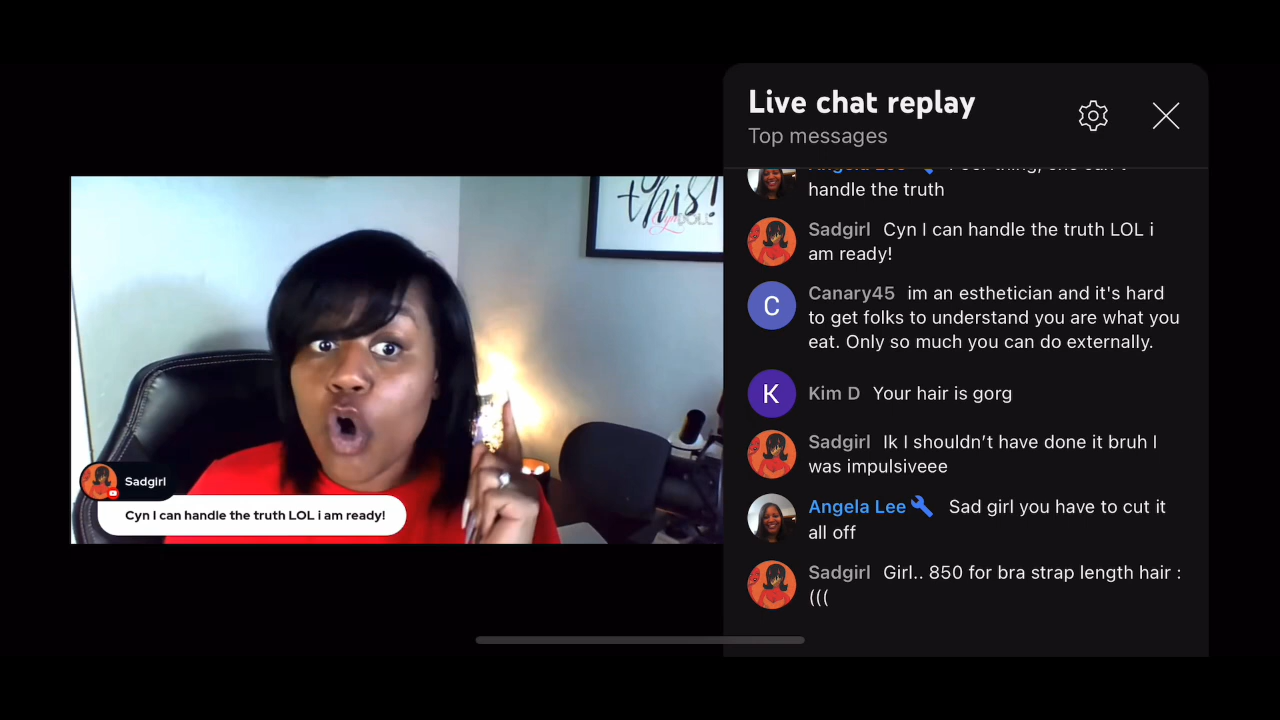 Live chat replay
Top messages
handle the truth
Sadgirl Cyn I can handle the truth LOL i
am ready!
C
Canary45 im an esthetician and it's hard
to get folks to understand you are what you
eat. Only so much you can do externally.
K
Kim D Your hair is gorg
Sadgirl Ik I shouldn’t have done it bruh I
was impulsiveee
Angela Lee Sad girl you have to cut it
all off
Sadgirl Girl.. 850 for bra strap length hair :
(((
this!
Sadgirl
Cyn I can handle the truth LOL i am ready!